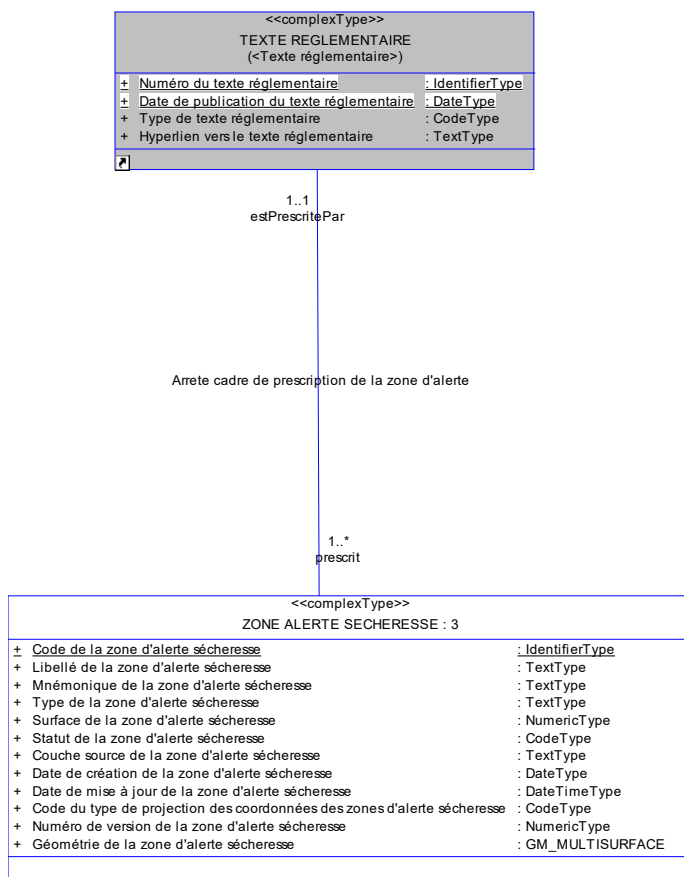 <<complexType>>
TEXTE REGLEMENTAIRE
(<Texte réglementaire>)
+ Numéro du texte réglementaire : IdentifierType
+ Date de publication du texte réglementaire : DateType
+ Type de texte réglementaire : CodeType
+ Hyperlien vers le texte réglementaire : TextType
1..1
estPrescritePar
Arrete cadre de prescription de la zone d'alerte
1..*
prescrit
<<complexType>>
ZONE ALERTE SECHERESSE : 3
+ Code de la zone d'alerte sécheresse : IdentifierType
+ Libellé de la zone d'alerte sécheresse : TextType
+ Mnémonique de la zone d'alerte sécheresse : TextType
+ Type de la zone d'alerte sécheresse : TextType
+ Surface de la zone d'alerte sécheresse : NumericType
+ Statut de la zone d'alerte sécheresse : CodeType
+ Couche source de la zone d'alerte sécheresse : TextType
+ Date de création de la zone d'alerte sécheresse : DateType
+ Date de mise à jour de la zone d'alerte sécheresse : DateTimeType
+ Code du type de projection des coordonnées des zones d'alerte sécheresse : CodeType
+ Numéro de version de la zone d'alerte sécheresse : NumericType
+ Géométrie de la zone d'alerte sécheresse : GM_MULTISURFACE